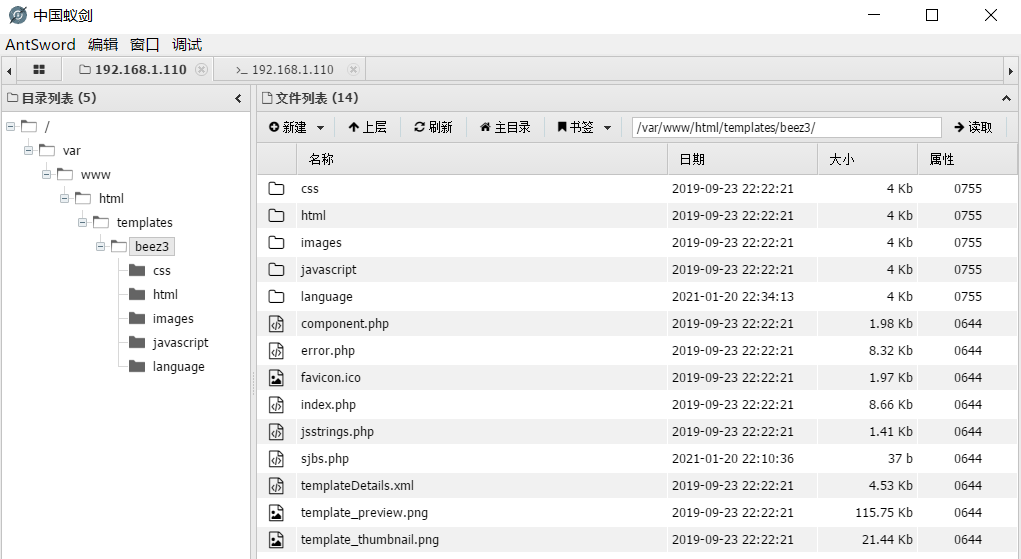 中国蚁剑
AntSword 编辑 窗口 调试
192.168.1.110 >_ 192.168.1.110
目录列表 (5)
/
var
www
html
templates
beez3
css
html
images
javascript
language
文件列表 (14)
新建 上层 刷新 主目录 书签 /var/www/html/templates/beez3/ 读取
名称 日期 大小 属性
css 2019-09-23 22:22:21 4 Kb 0755
html 2019-09-23 22:22:21 4 Kb 0755
images 2019-09-23 22:22:21 4 Kb 0755
javascript 2019-09-23 22:22:21 4 Kb 0755
language 2021-01-20 22:34:13 4 Kb 0755
component.php 2019-09-23 22:22:21 1.98 Kb 0644
error.php 2019-09-23 22:22:21 8.32 Kb 0644
favicon.ico 2019-09-23 22:22:21 1.97 Kb 0644
index.php 2019-09-23 22:22:21 8.66 Kb 0644
jsstrings.php 2019-09-23 22:22:21 1.41 Kb 0644
sjbs.php 2021-01-20 22:10:36 37 b 0644
templateDetails.xml 2019-09-23 22:22:21 4.53 Kb 0644
template_preview.png 2019-09-23 22:22:21 115.75 Kb 0644
template_thumbnail.png 2019-09-23 22:22:21 21.44 Kb 0644